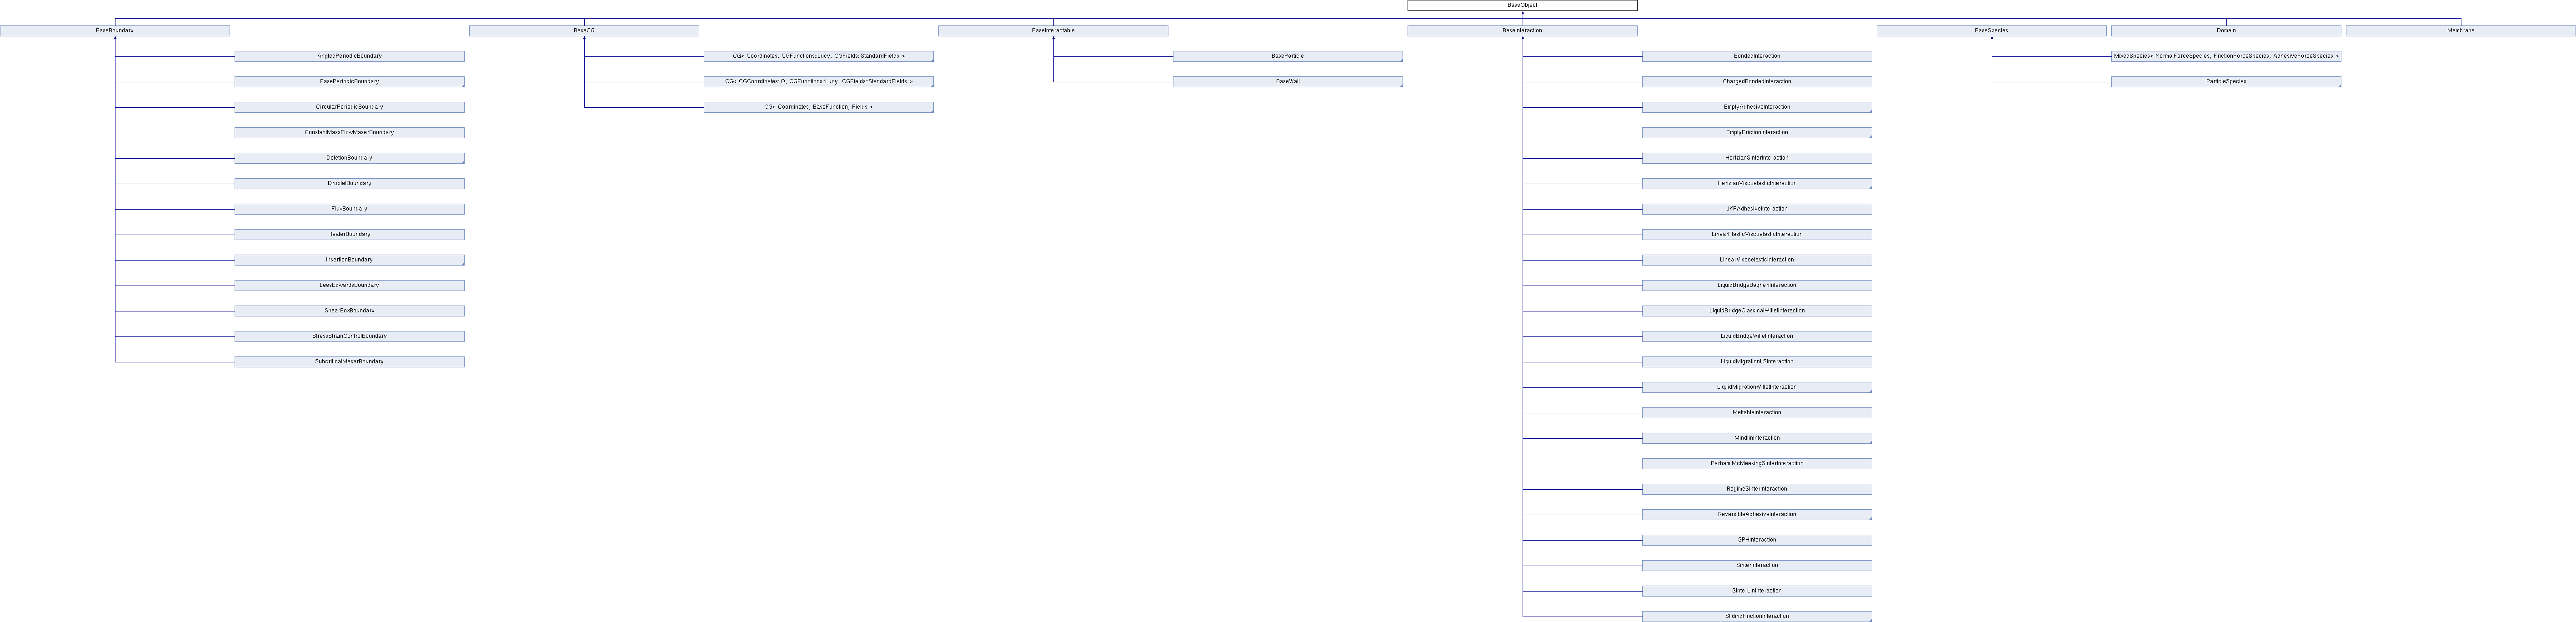 BaseObject
BaseBoundary
BaseCG
BaseInteractable
BaseInteraction
BaseSpecies
Domain
Membrane
AngledPeriodicBoundary
BasePeriodicBoundary
CircularPeriodicBoundary
ConstantMassFlowMaserBoundary
DeletionBoundary
DropletBoundary
FluxBoundary
HeaterBoundary
InsertionBoundary
LeesEdwardsBoundary
ShearBoxBoundary
StressStrainControlBoundary
SubcriticalMaserBoundary
CG< Coordinates, CGFunctions::Lucy, CGFields::StandardFields >
CG< CGCoordinates::O, CGFunctions::Lucy, CGFields::StandardFields >
CG< Coordinates, BaseFunction, Fields >
BaseParticle
BaseWall
BondedInteraction
ChargedBondedInteraction
EmptyAdhesiveInteraction
EmptyFrictionInteraction
HertzianSinterInteraction
HertzianViscoelasticInteraction
JKRAdhesiveInteraction
LinearPlasticViscoelasticInteraction
LinearViscoelasticInteraction
LiquidBridgeBagheriInteraction
LiquidBridgeClassicalWilletInteraction
LiquidBridgeWilletInteraction
LiquidMigrationLSInteraction
LiquidMigrationWilletInteraction
MeltableInteraction
MindlinInteraction
ParhamiMcMeekingSinterInteraction
RegimeSinterInteraction
ReversibleAdhesiveInteraction
SPHInteraction
SinterInteraction
SinterLinInteraction
SlidingFrictionInteraction
MixedSpecies< NormalForceSpecies, FrictionForceSpecies, AdhesiveForceSpecies >
ParticleSpecies